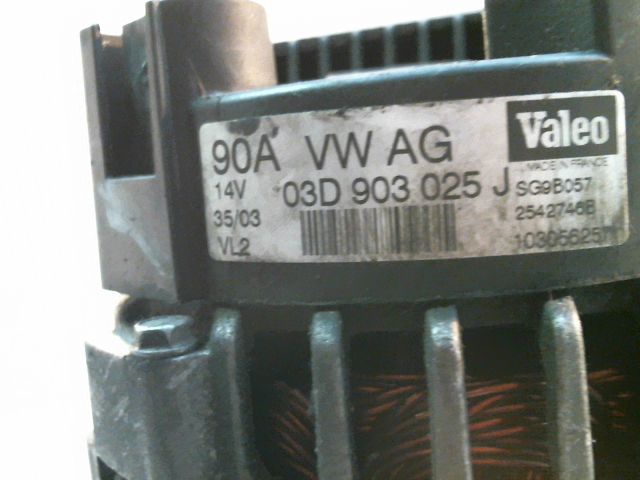 90A VW AG
14V 03D 903 025 J
35/03
VL2
Valeo
MADE IN FRANCE
SG9B057
2542746B
10305625